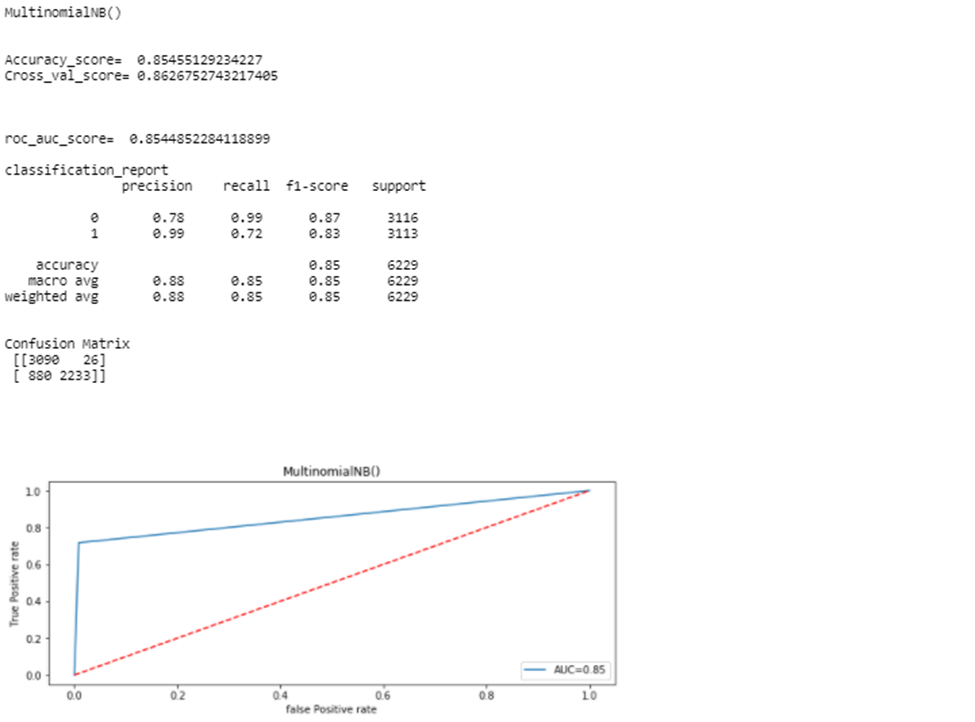 MultinomialNB()
Accuracy_score=  0.85455129234227
Cross_val_score= 0.8626752743217405
roc_auc_score=  0.8544852284118899
classification_report
precision    recall  f1-score   support
0       0.78      0.99      0.87      3116
1       0.99      0.72      0.83      3113
accuracy                           0.85      6229
macro avg       0.88      0.85      0.85      6229
weighted avg       0.88      0.85      0.85      6229
Confusion Matrix
[[3090   26]
[ 880 2233]]
MultinomialNB()
1.0
0.8
0.6
0.4
0.2
0.0
True Positive rate
AUC=0.85
0.0 0.2 0.4 0.6 0.8 1.0
false Positive rate